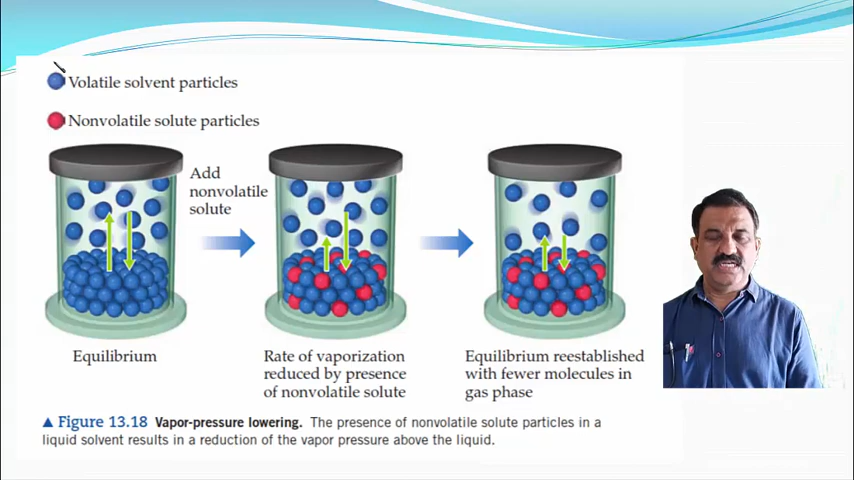 Volatile solvent particles
Nonvolatile solute particles
Add
nonvolatile
solute
Equilibrium
Rate of vaporization
reduced by presence
of nonvolatile solute
Equilibrium reestablished
with fewer molecules in
gas phase
▲ Figure 13.18 Vapor-pressure lowering. The presence of nonvolatile solute particles in a
liquid solvent results in a reduction of the vapor pressure above the liquid.